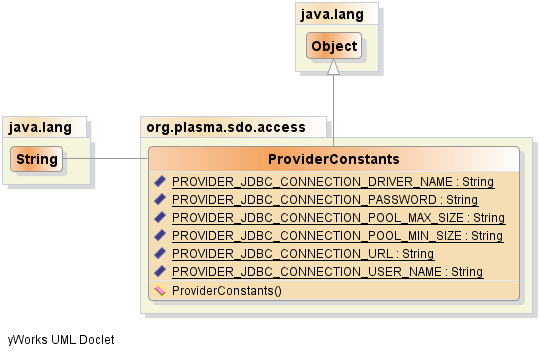 java.lang
Object
java.lang
String
org.plasma.sdo.access
ProviderConstants
PROVIDER_JDBC_CONNECTION_DRIVER_NAME : String
PROVIDER_JDBC_CONNECTION_PASSWORD : String
PROVIDER_JDBC_CONNECTION_POOL_MAX_SIZE : String
PROVIDER_JDBC_CONNECTION_POOL_MIN_SIZE : String
PROVIDER_JDBC_CONNECTION_URL : String
PROVIDER_JDBC_CONNECTION_USER_NAME : String
ProviderConstants()
yWorks UML Doclet